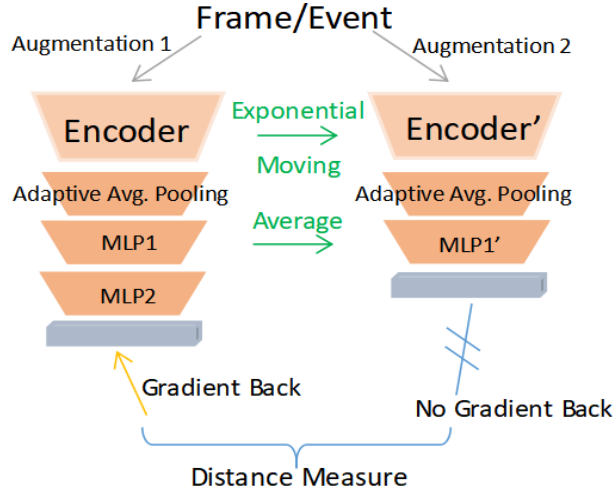 Frame/Event
Augmentation 1
Augmentation 2
Encoder
Exponential
Encoder’
Moving
Adaptive Avg. Pooling
Adaptive Avg. Pooling
Average
MLP1
MLP1’
MLP2
Gradient Back
No Gradient Back
Distance Measure